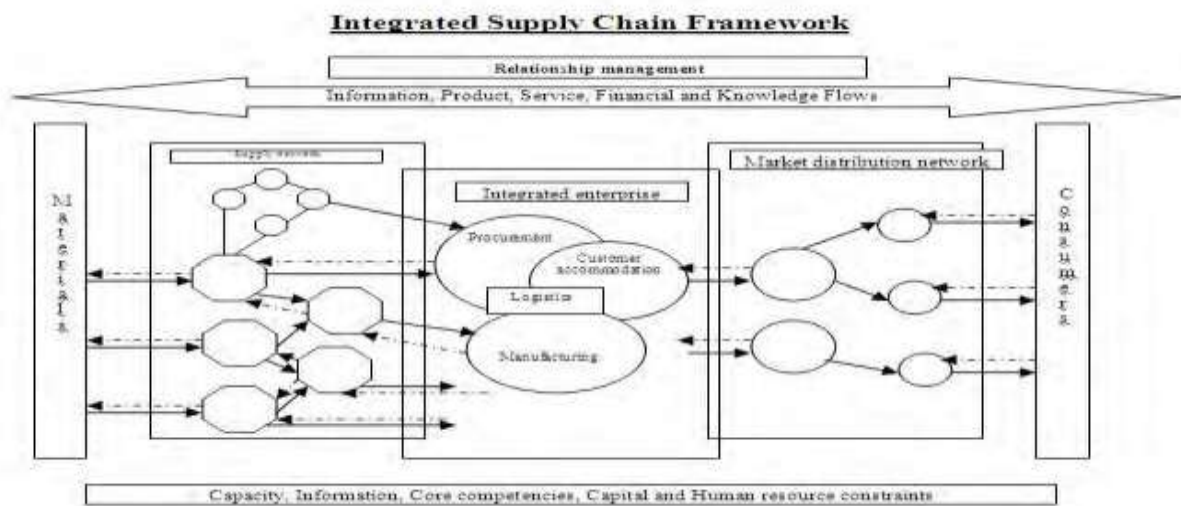 Integrated Supply Chain Framework
Relationship management
Information, Product, Service, Financial and Knowledge Flows
Supply
Market distribution network
Integrated enterprise
Materials
Procurement
Customer
accommodation
Logistics
Manufacturing
Consumers
Capacity, Information, Core competencies, Capital and Human resource constraints